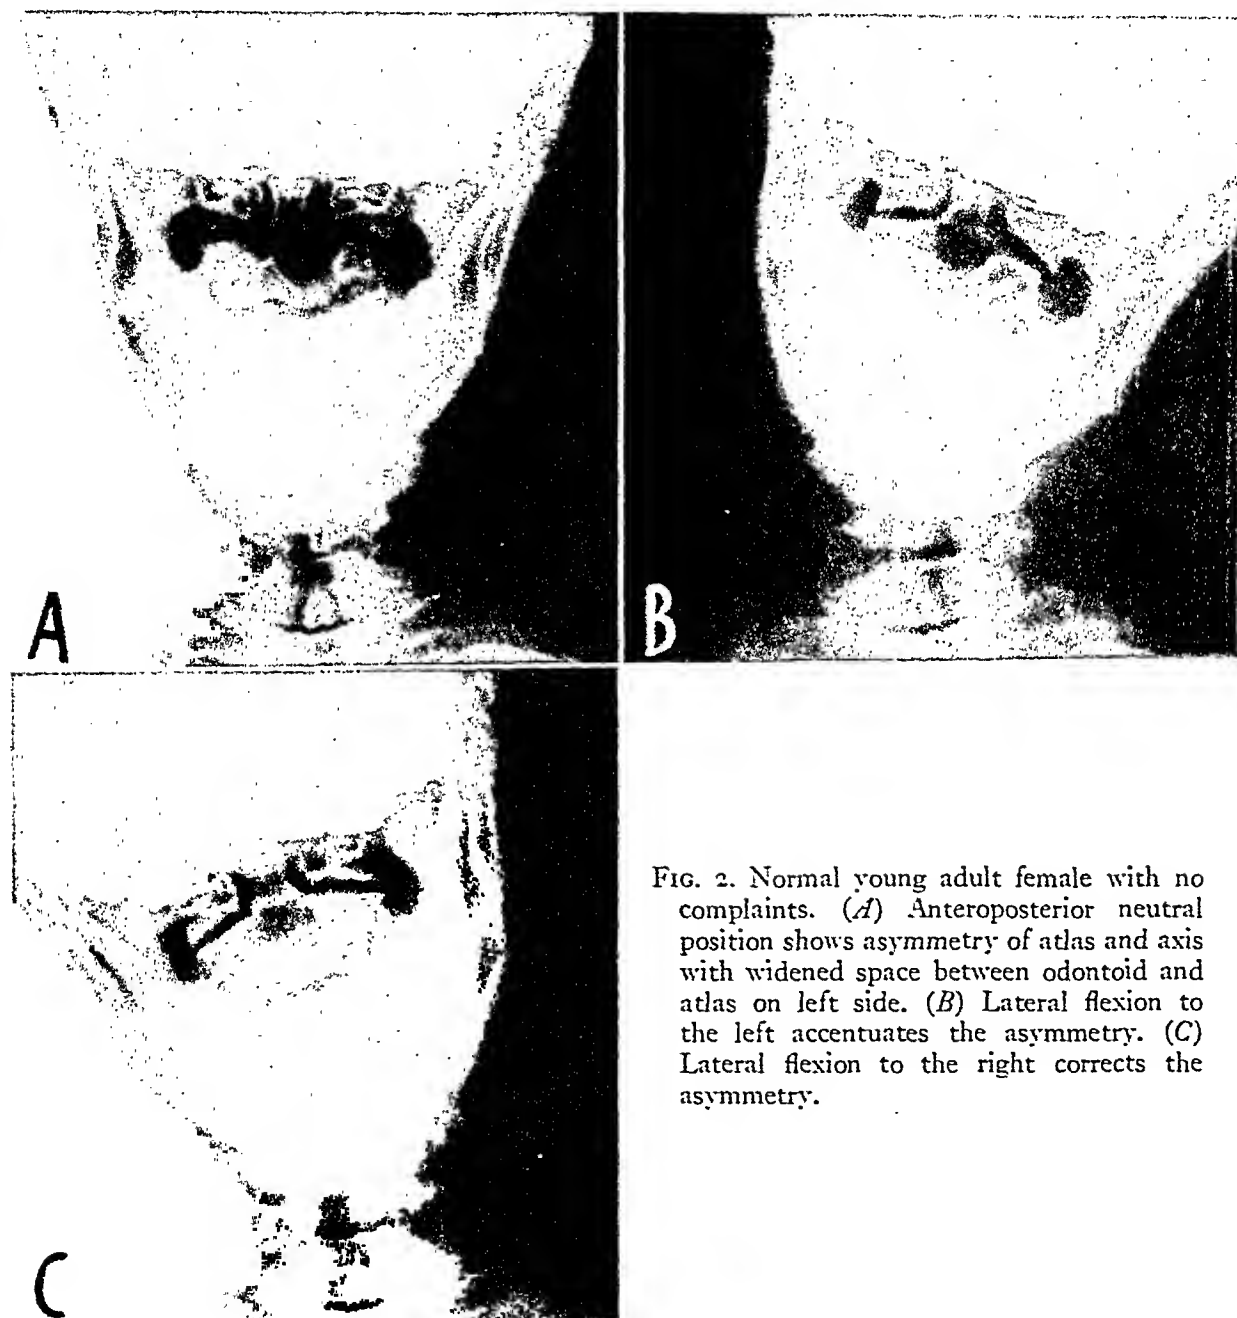 A
B
C
FIG. 2. Normal young adult female with no
complaints. (A) Anteroposterior neutral
position shows asymmetry of atlas and axis
with widened space between odontoid and
atlas on left side. (B) Lateral flexion to
the left accentuates the asymmetry. (C)
Lateral flexion to the right corrects the
asymmetry.